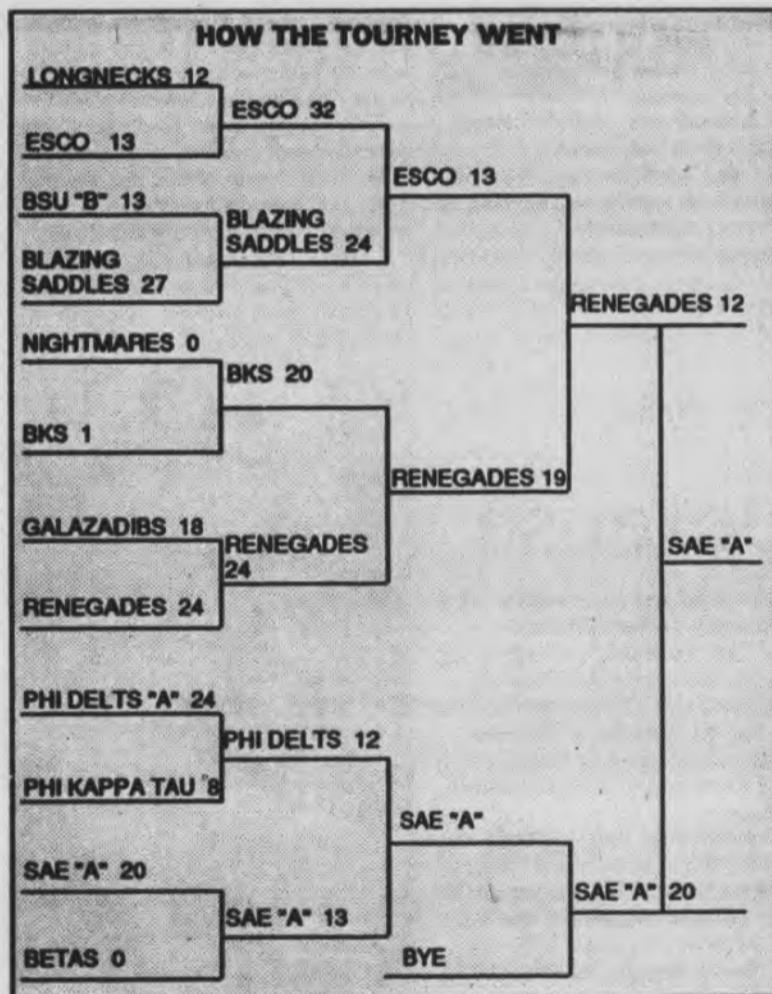 HOW THE TOURNEY WENT
LONGNECKS 12
ESCO 32
ESCO 13
ESCO 13
BSU "B" 13
BLAZING
SADDLES 24
BLAZING
SADDLES 27
RENEGADES 12
NIGHTMARES 0
BKS 20
BKS 1
RENEGADES 19
GALAZADIBS 18
RENEGADES
24
SAE "A"
RENEGADES 24
PHI DELTS "A" 24
PHI DELTS 12
PHI KAPPA TAU 8
SAE "A"
SAE "A" 20
SAE "A" 20
SAE "A" 13
BETAS 0
BYE